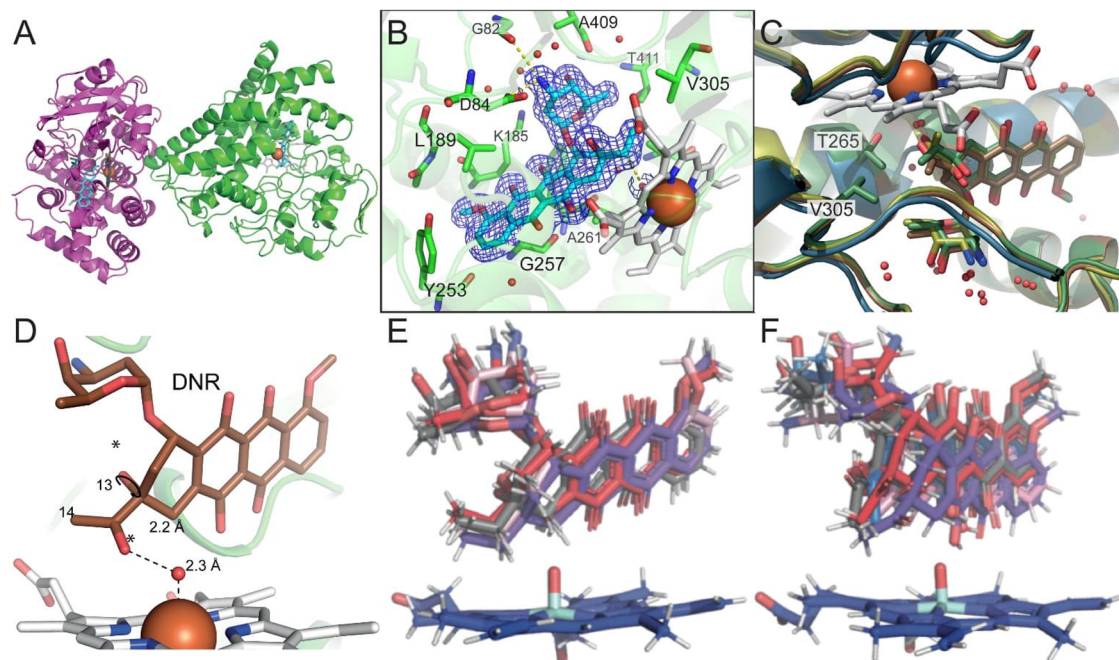 A
B
G82
A409
T411
V305
D84
L189
K185
A261
G257
Y253
C
T265
V305
D
DNR
*
13
14
2.2 Å
*
2.3 Å
E
F